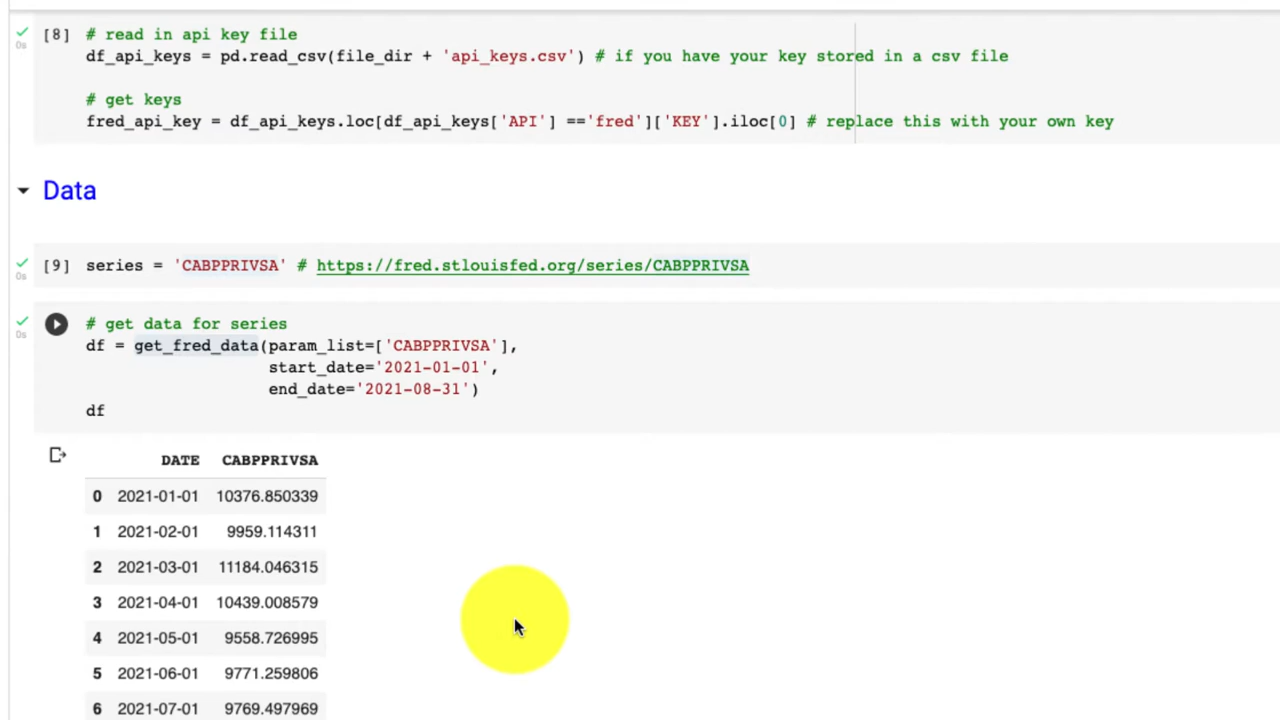 [8] # read in api key file
0s
df_api_keys = pd.read_csv(file_dir + 'api_keys.csv') # if you have your key stored in a csv file
# get keys
fred_api_key = df_api_keys.loc[df_api_keys['API'] =='fred']['KEY'].iloc[0] # replace this with your own key
Data
[9] series = 'CABPPRIVSA' # https://fred.stlouisfed.org/series/CABPPRIVSA
0s
# get data for series
0s
df = get_fred_data(param_list=['CABPPRIVSA'],
start_date='2021-01-01',
end_date='2021-08-31')
df
DATE CABPPRIVSA
0 2021-01-01 10376.850339
1 2021-02-01 9959.114311
2 2021-03-01 11184.046315
3 2021-04-01 10439.008579
4 2021-05-01 9558.726995
5 2021-06-01 9771.259806
6 2021-07-01 9769.497969